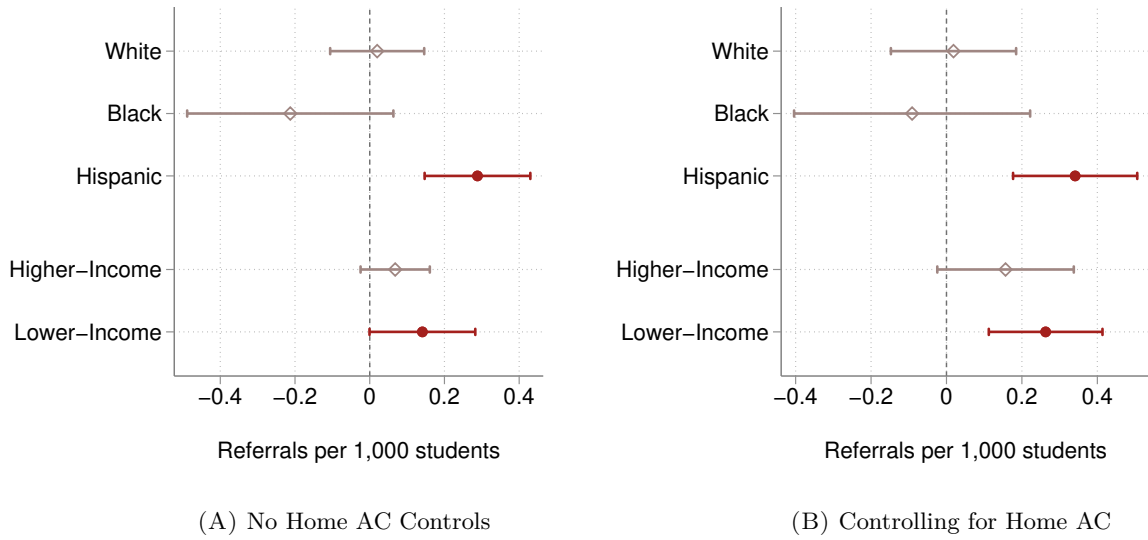 White
Black
Hispanic
Higher−Income
Lower−Income
−0.4 −0.2 0 0.2 0.4
Referrals per 1,000 students
(A) No Home AC Controls
White
Black
Hispanic
Higher−Income
Lower−Income
−0.4 −0.2 0 0.2 0.4
Referrals per 1,000 students
(B) Controlling for Home AC